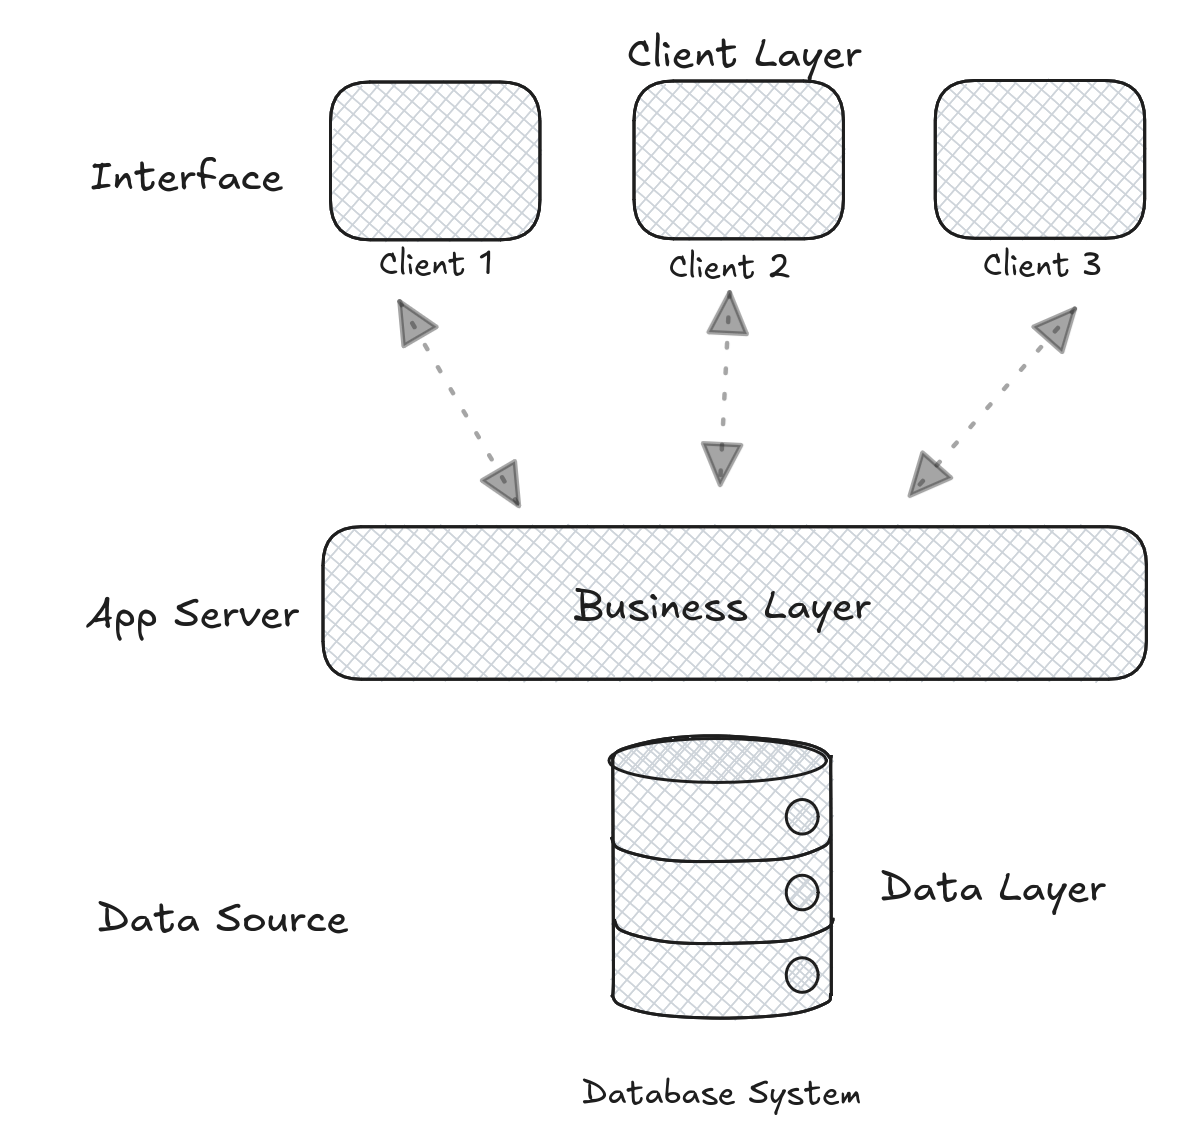 Client Layer
Interface
Client 1
Client 2
Client 3
App Server
Business Layer
Data Layer
Data Source
Database System